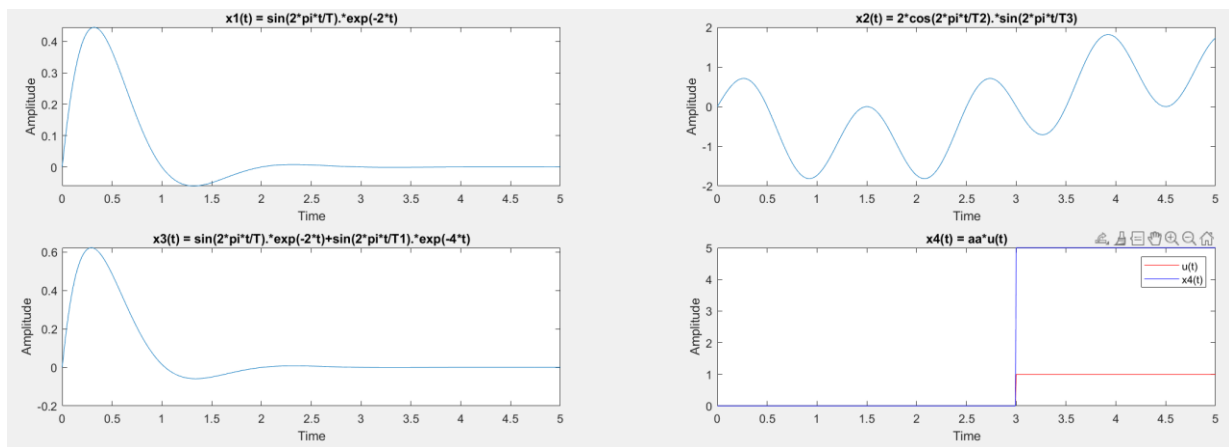 x1(t) = sin(2*pi*t/T).*exp(-2*t)
0.4
0.3
0.2
0.1
0
Amplitude
0 0.5 1 1.5 2 2.5 3 3.5 4 4.5 5
Time
x2(t) = 2*cos(2*pi*t/T2).*sin(2*pi*t/T3)
2
1
0
-1
-2
Amplitude
0 0.5 1 1.5 2 2.5 3 3.5 4 4.5 5
Time
x3(t) = sin(2*pi*t/T).*exp(-2*t)+sin(2*pi*t/T1).*exp(-4*t)
0.6
0.4
0.2
0
-0.2
Amplitude
0 0.5 1 1.5 2 2.5 3 3.5 4 4.5 5
Time
x4(t) = aa*u(t)
5
4
3
2
1
0
Amplitude
u(t)
x4(t)
0 0.5 1 1.5 2 2.5 3 3.5 4 4.5 5
Time